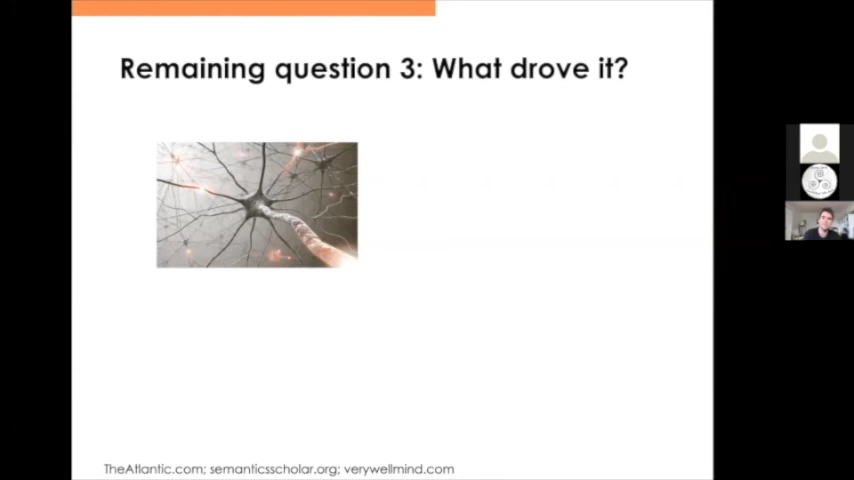 Remaining question 3: What drove it?
TheAtlantic.com; semanticsscholar.org; verywellmind.com